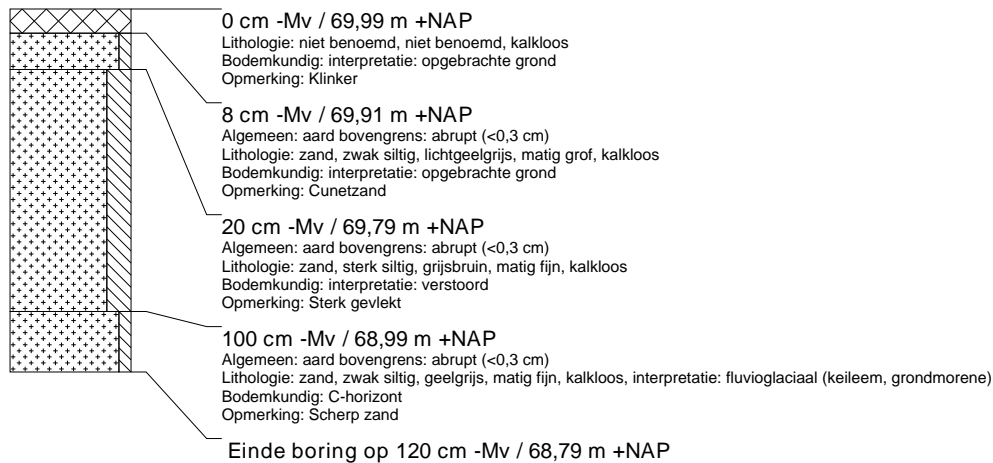 0 cm -Mv / 69,99 m +NAP
Lithologie: niet benoemd, niet benoemd, kalkloos
Bodemkundig: interpretatie: opgebrachte grond
Opmerking: Klinker
8 cm -Mv / 69,91 m +NAP
Algemeen: aard bovengrens: abrupt (<0,3 cm)
Lithologie: zand, zwak siltig, lichtgeelgrijs, matig grof, kalkloos
Bodemkundig: interpretatie: opgebrachte grond
Opmerking: Cunetzand
20 cm -Mv / 69,79 m +NAP
Algemeen: aard bovengrens: abrupt (<0,3 cm)
Lithologie: zand, sterk siltig, grijsbruin, matig fijn, kalkloos
Bodemkundig: interpretatie: verstoord
Opmerking: Sterk gevlekt
100 cm -Mv / 68,99 m +NAP
Algemeen: aard bovengrens: abrupt (<0,3 cm)
Lithologie: zand, zwak siltig, geelgrijs, matig fijn, kalkloos, interpretatie: fluvioglaciaal (keileem, grondmorene)
Bodemkundig: C-horizont
Opmerking: Scherp zand
Einde boring op 120 cm -Mv / 68,79 m +NAP